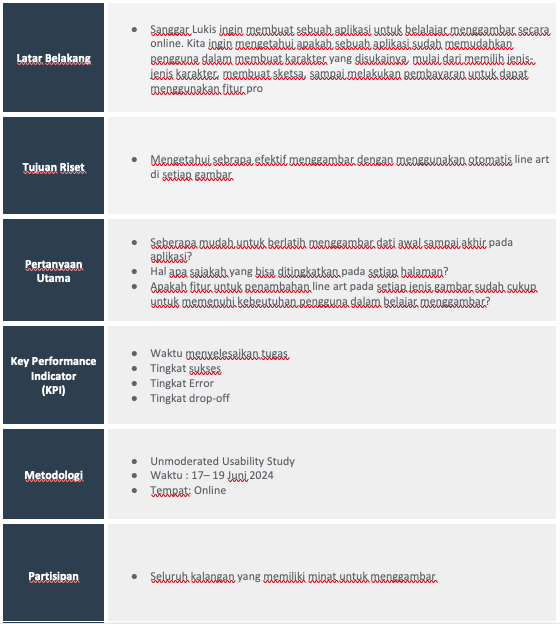 Latar Belakang
● Sanggar Lukis ingin membuat sebuah aplikasi untuk belalajar menggambar secara
online. Kita ingin mengetahui apakah sebuah aplikasi sudah memudahkan
pengguna dalam membuat karakter yang disukainya, mulai dari memilih jenis-
jenis karakter, membuat sketsa, sampai melakukan pembayaran untuk dapat
menggunakan fitur pro
Tujuan Riset
● Mengetahui sebrapa efektif menggambar dengan menggunakan otomatis line art
di setiap gambar
Pertanyaan
Utama
● Seberapa mudah untuk berlatih menggambar dati awal sampai akhir pada
aplikasi?
● Hal apa sajakah yang bisa ditingkatkan pada setiap halaman?
● Apakah fitur untuk penambahan line art pada setiap jenis gambar sudah cukup
untuk memenuhi kebeutuhan pengguna dalam belajar menggambar?
Key Performance
Indicator
(KPI)
● Waktu menyelesaikan tugas
● Tingkat sukses
● Tingkat Error
● Tingkat drop-off
Metodologi
● Unmoderated Usability Study
● Waktu : 17– 19 Juni 2024
● Tempat: Online
Partisipan
● Seluruh kalangan yang memiliki minat untuk menggambar